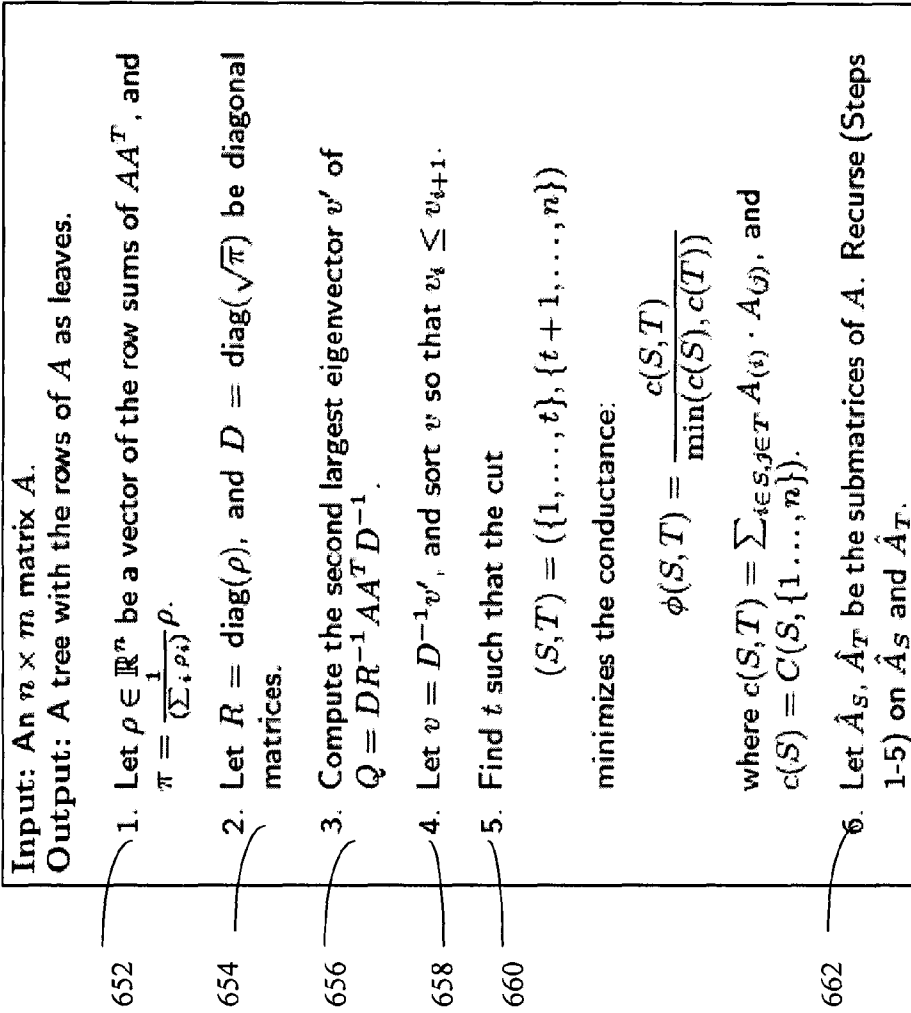 Input: An n × m matrix A.
Output: A tree with the rows of A as leaves.
652
1. Let ρ ∈ ℝⁿ be a vector of the row sums of AAᵀ, and
π = 1/(∑ᵢ ρᵢ) ρ.
654
2. Let R = diag(ρ), and D = diag(√π) be diagonal
matrices.
656
3. Compute the second largest eigenvector v′ of
Q = DR⁻¹AAᵀD⁻¹.
658
4. Let v = D⁻¹v′, and sort v so that vᵢ ≤ vᵢ₊₁.
660
5. Find t such that the cut
(S, T) = ({1, . . . , t}, {t + 1, . . . , n})
minimizes the conductance:
φ(S, T) = c(S, T) / min(c(S), c(T))
where c(S, T) = ∑_{i∈S, j∈T} A₍ᵢ₎ · A₍ⱼ₎, and
c(S) = C(S, {1 . . . , n}).
662
6. Let Â_S, Â_T be the submatrices of A. Recurse (Steps
1-5) on Â_S and Â_T.